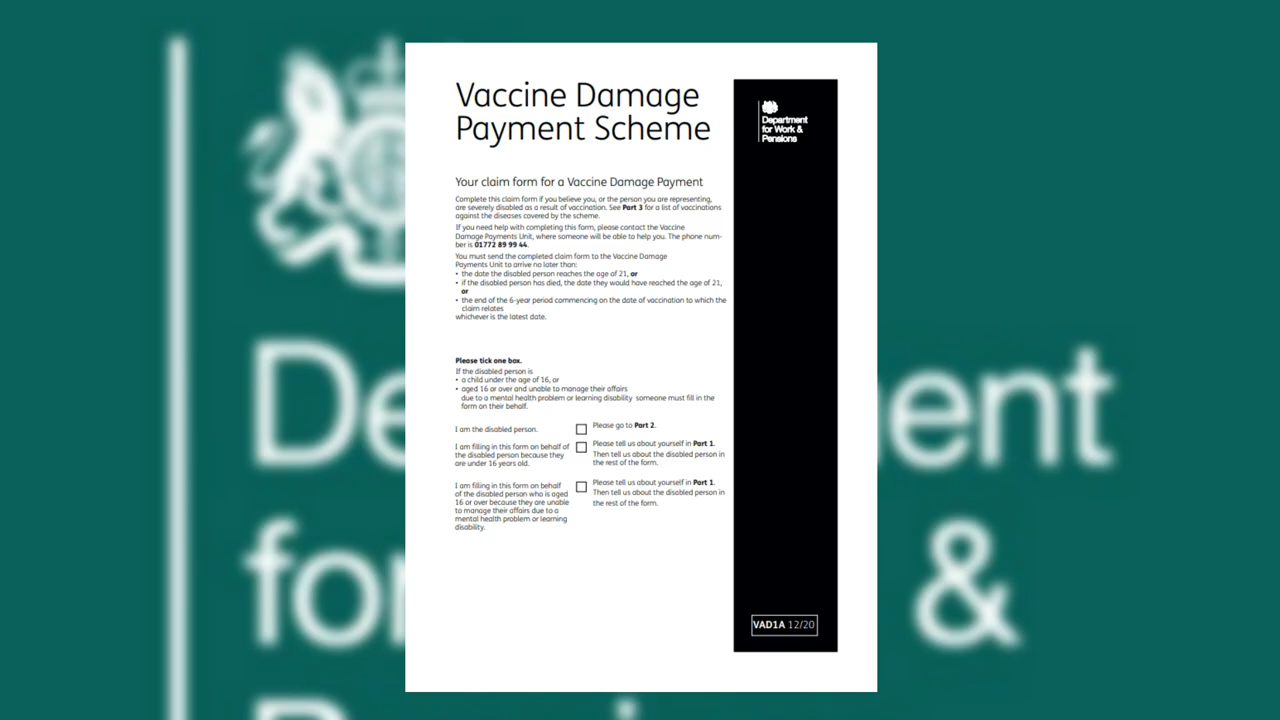 Vaccine Damage
Payment Scheme
Department
for Work &
Pensions
Your claim form for a Vaccine Damage Payment
Complete this claim form if you believe you, or the person you are representing,
are severely disabled as a result of vaccination. See Part 3 for a list of vaccinations
against the diseases covered by the scheme.
If you need help with completing this form, please contact the Vaccine
Damage Payments Unit, where someone will be able to help you. The phone num-
ber is 01772 89 99 44.
You must send the completed claim form to the Vaccine Damage
Payments Unit to arrive no later than:
• the date the disabled person reaches the age of 21, or
• if the disabled person has died, the date they would have reached the age of 21,
or
• the end of the 6-year period commencing on the date of vaccination to which the
claim relates
whichever is the latest date.
Please tick one box.
If the disabled person is
• a child under the age of 16, or
• aged 16 or over and unable to manage their affairs
due to a mental health problem or learning disability someone must fill in the
form on their behalf.
I am the disabled person.
Please go to Part 2.
I am filling in this form on behalf of
the disabled person because they
are under 16 years old.
Please tell us about yourself in Part 1.
Then tell us about the disabled person in
the rest of the form.
I am filling in this form on behalf
of the disabled person who is aged
16 or over because they are unable
to manage their affairs due to a
mental health problem or learning
disability.
Please tell us about yourself in Part 1.
Then tell us about the disabled person in
the rest of the form.
VAD1A 12/20
De
ent
for
&